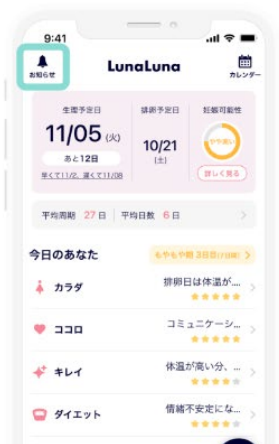 9:41
お知らせ
LunaLuna
カレンダー
生理予定日
11/05 (火)
あと12日
早くて11/2、遅くて11/08
排卵予定日
10/21
(土)
妊娠可能性
やや高い
詳しく見る
平均周期 27日 平均日数 6日
今日のあなた
もやもや期 3日目
カラダ
排卵日は体温が...
ココロ
コミュニケーシ...
キレイ
体温が高い分、...
ダイエット
情緒不安定にな...